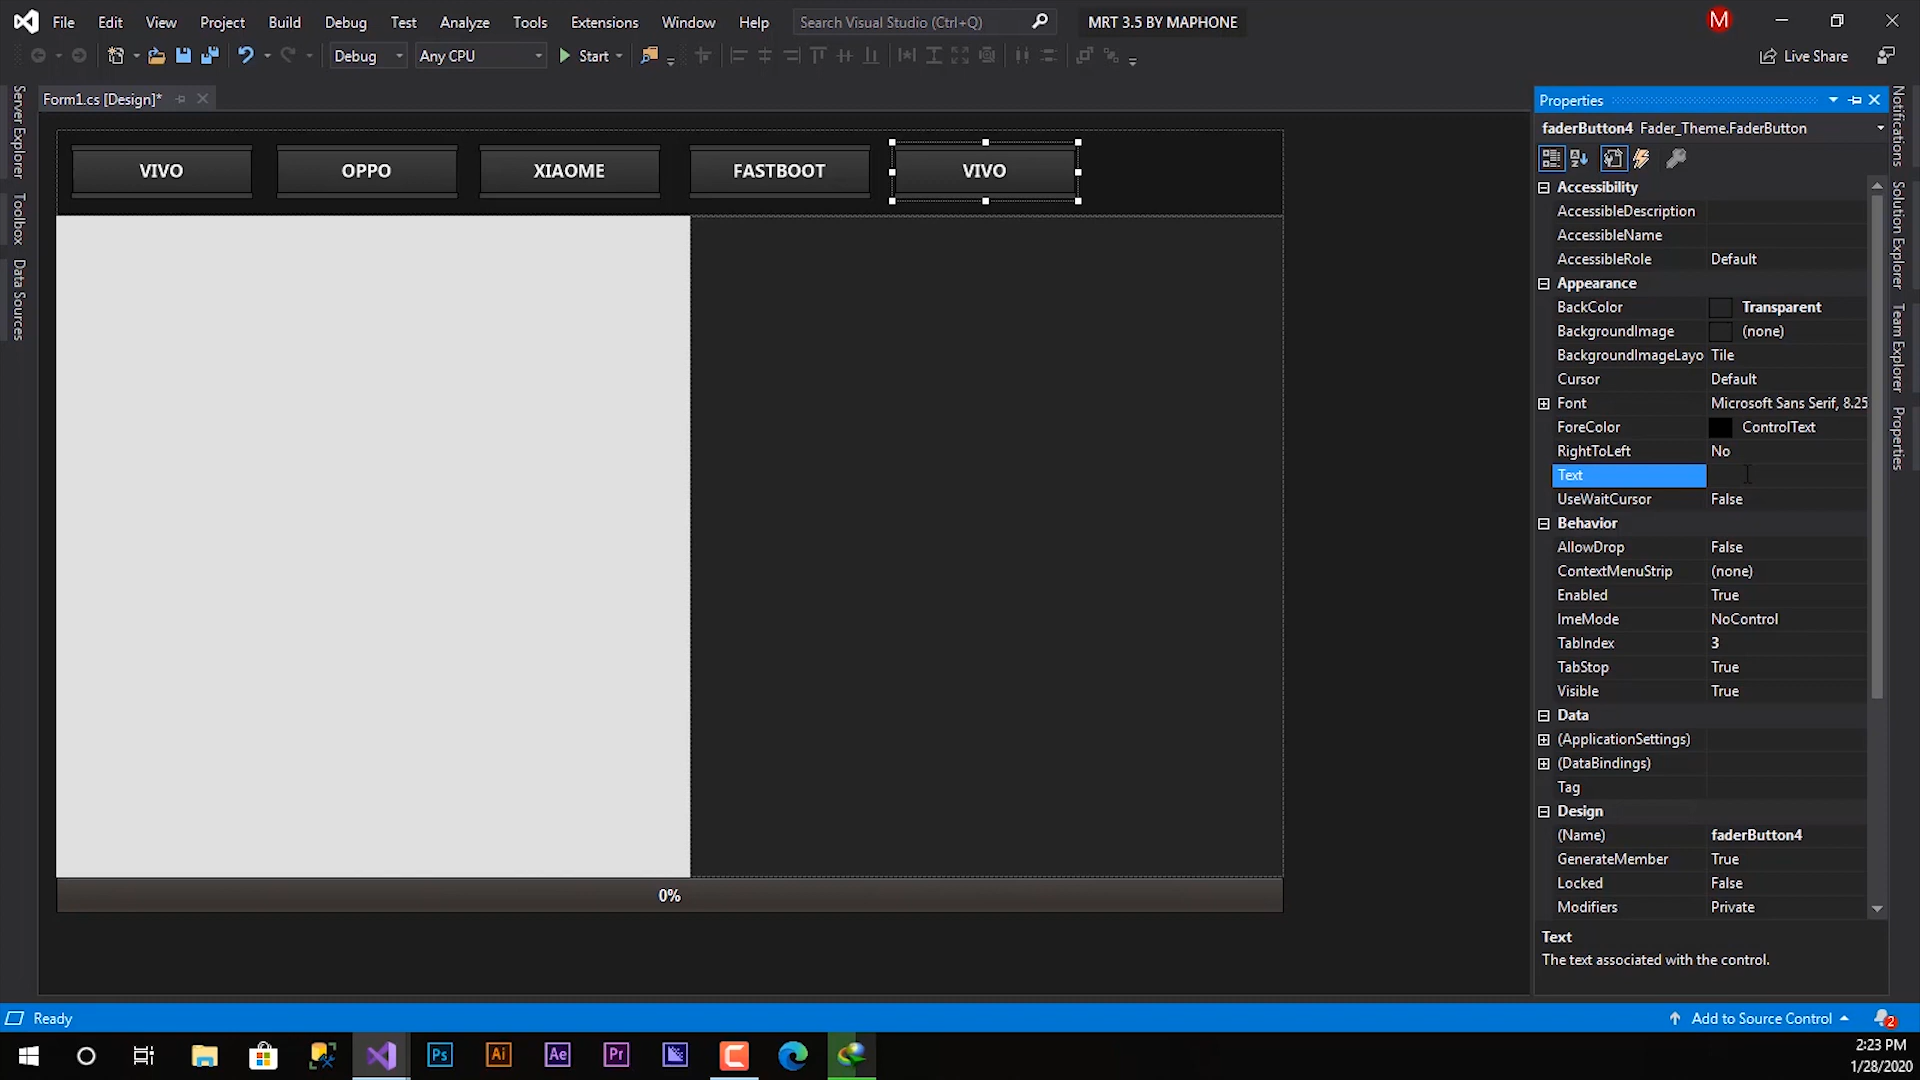 File Edit View Project Build Debug Test Analyze Tools Extensions Window Help Search Visual Studio (Ctrl+Q) MRT 3.5 BY MAPHONE M
Debug Any CPU Start Live Share
Form1.cs [Design]*
Server Explorer
Toolbox
Data Sources
VIVO OPPO XIAOME FASTBOOT VIVO
0%
Properties
faderButton4 Fader_Theme.FaderButton
Accessibility
AccessibleDescription
AccessibleName
AccessibleRole Default
Appearance
BackColor Transparent
BackgroundImage (none)
BackgroundImageLayo Tile
Cursor Default
Font Microsoft Sans Serif, 8.25
ForeColor ControlText
RightToLeft No
Text
UseWaitCursor False
Behavior
AllowDrop False
ContextMenuStrip (none)
Enabled True
ImeMode NoControl
TabIndex 3
TabStop True
Visible True
Data
(ApplicationSettings)
(DataBindings)
Tag
Design
(Name) faderButton4
GenerateMember True
Locked False
Modifiers Private
Text
The text associated with the control.
Notifications
Solution Explorer
Team Explorer
Properties
Ready Add to Source Control 2
Ps Ai Ae Pr
2:23 PM
1/28/2020